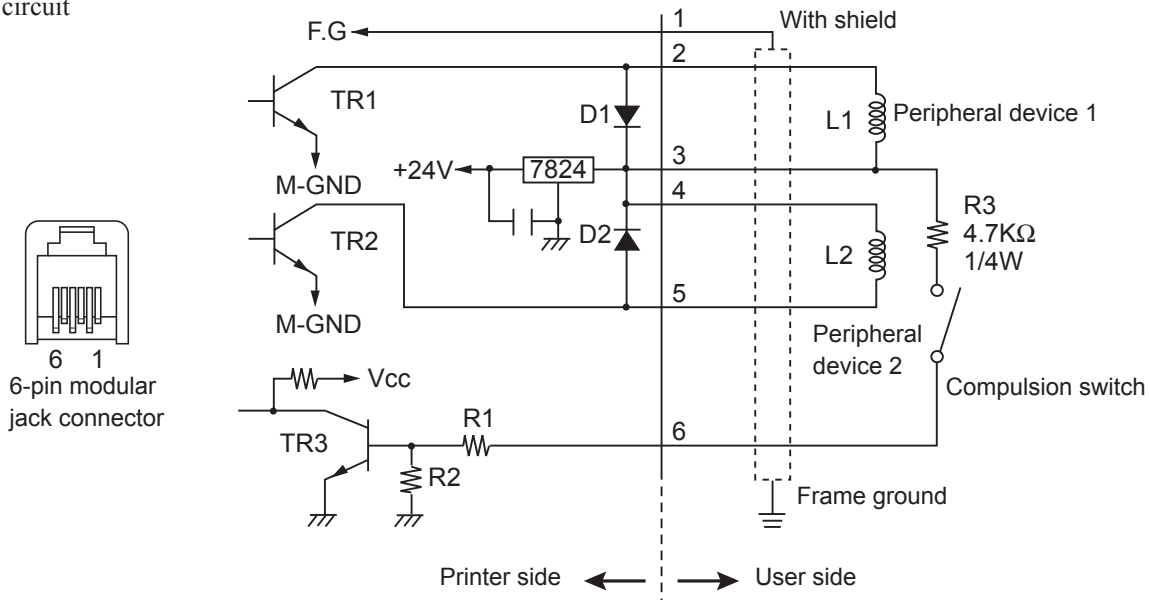 circuit
F.G
1
With shield
2
TR1
D1
L1
Peripheral device 1
+24V
7824
3
M-GND
4
R3
4.7KΩ
1/4W
TR2
D2
L2
5
M-GND
Peripheral
device 2
6 1
6-pin modular
jack connector
Vcc
Compulsion switch
R1
6
TR3
R2
Frame ground
Printer side
User side